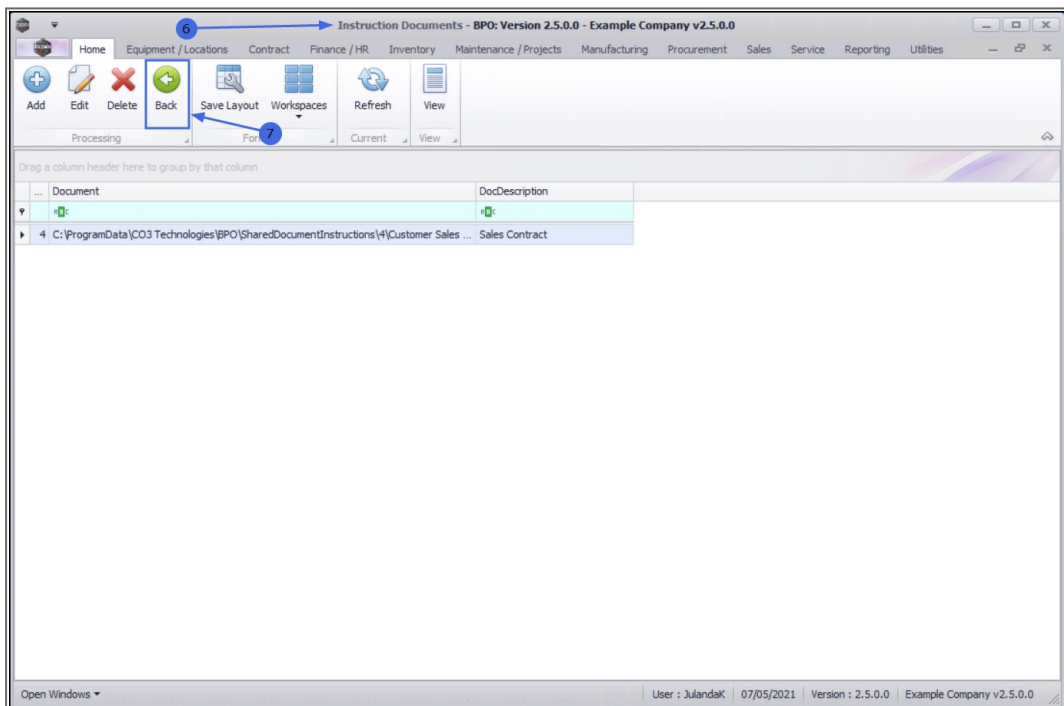 6
Instruction Documents - BPO: Version 2.5.0.0 - Example Company v2.5.0.0
Home Equipment / Locations Contract Finance / HR Inventory Maintenance / Projects Manufacturing Procurement Sales Service Reporting Utilities
Add Edit Delete Back Save Layout Workspaces Refresh View
7
Processing Current View
Drag a column header here to group by that column
... Document DocDescription
4 C:\ProgramData\CO3 Technologies\BPO\SharedDocumentInstructions\4\Customer Sales ... Sales Contract
Open Windows User : JulandaK 07/05/2021 Version : 2.5.0.0 Example Company v2.5.0.0